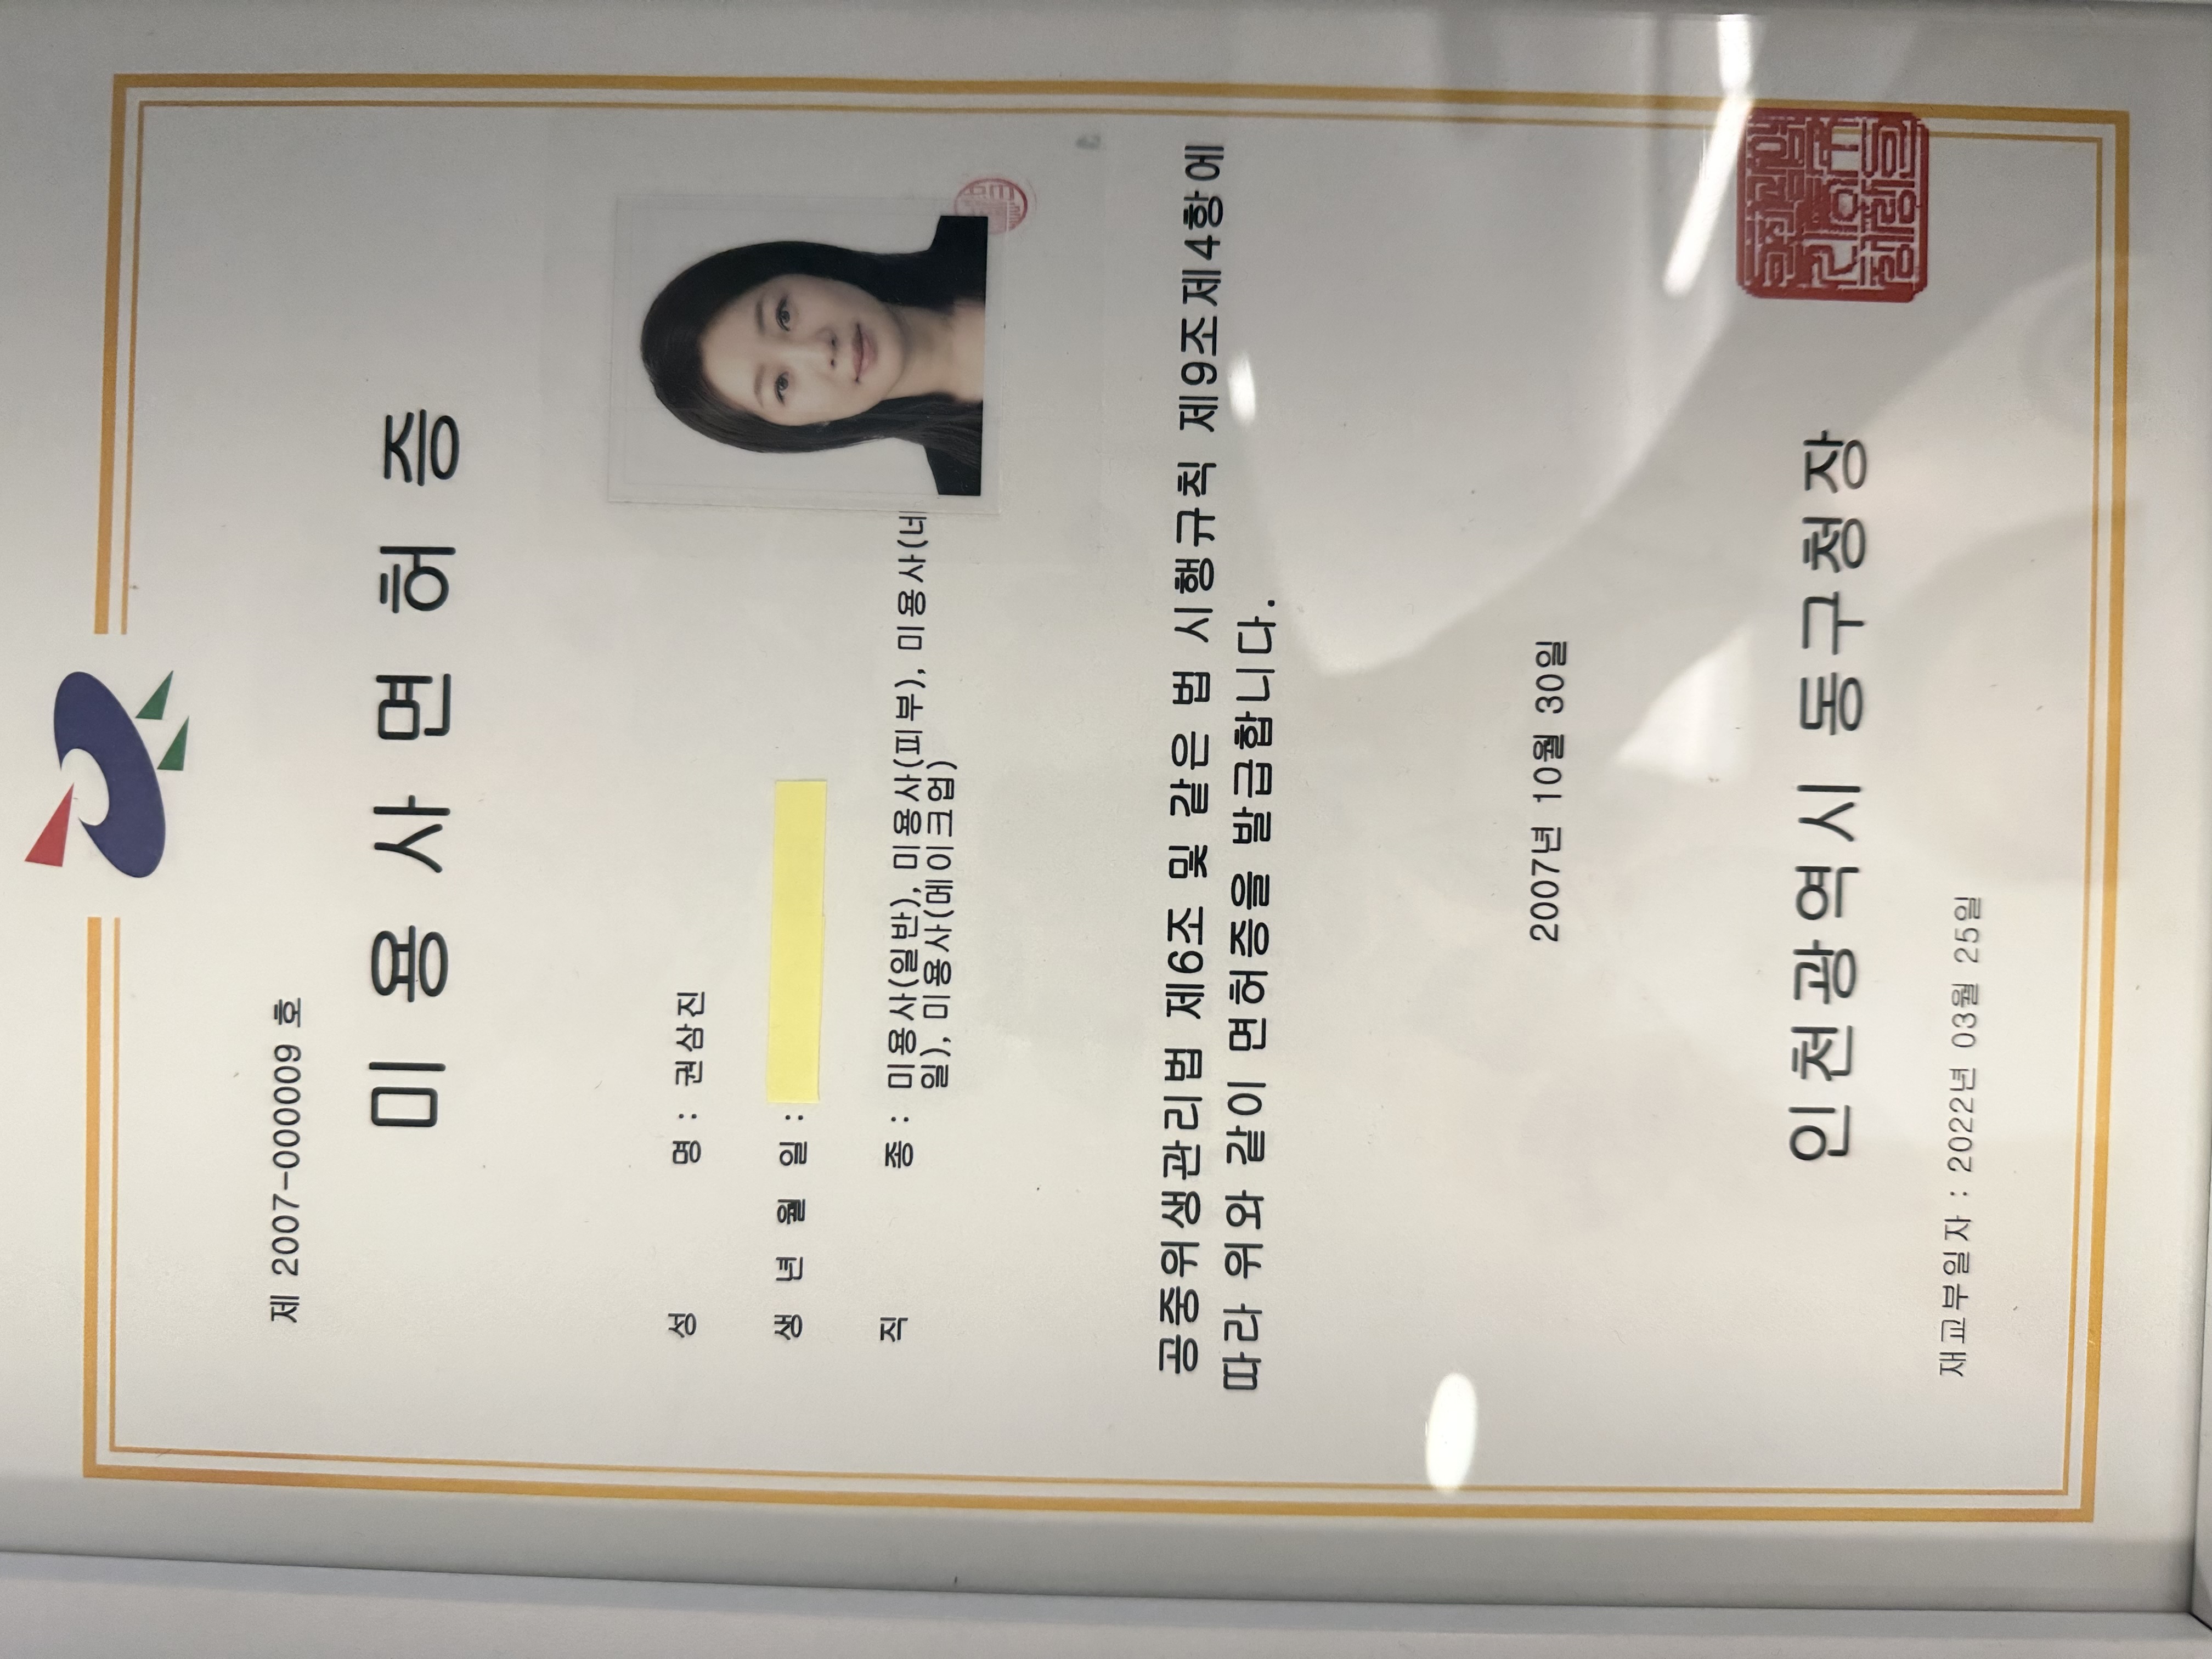 제 2007-000009 호
미 용 사 면 허 증
성 명 : 권삼진
생 년 월 일 :
직 종 : 미용사(일반), 미용사(피부), 미용사(네
일), 미용사(메이크업)
공중위생관리법 제6조 및 같은 법 시행규칙 제9조제4항에
따라 위와 같이 면허증을 발급합니다.
2007년 10월 30일
인천광역시 동구청장
재교부일자 : 2022년 03월 25일